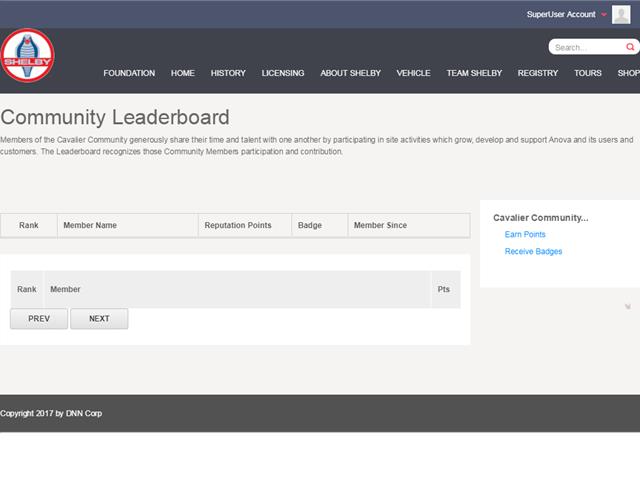 SuperUser Account
SHELBY
Search...
FOUNDATION HOME HISTORY LICENSING ABOUT SHELBY VEHICLE TEAM SHELBY REGISTRY TOURS SHOP
Community Leaderboard
Members of the Cavalier Community generously share their time and talent with one another by participating in site activities which grow, develop and support Anova and its users and
customers. The Leaderboard recognizes those Community Members participation and contribution.
Rank Member Name Reputation Points Badge Member Since
Cavalier Community...
Earn Points
Receive Badges
Rank Member Pts
PREV NEXT
Copyright 2017 by DNN Corp